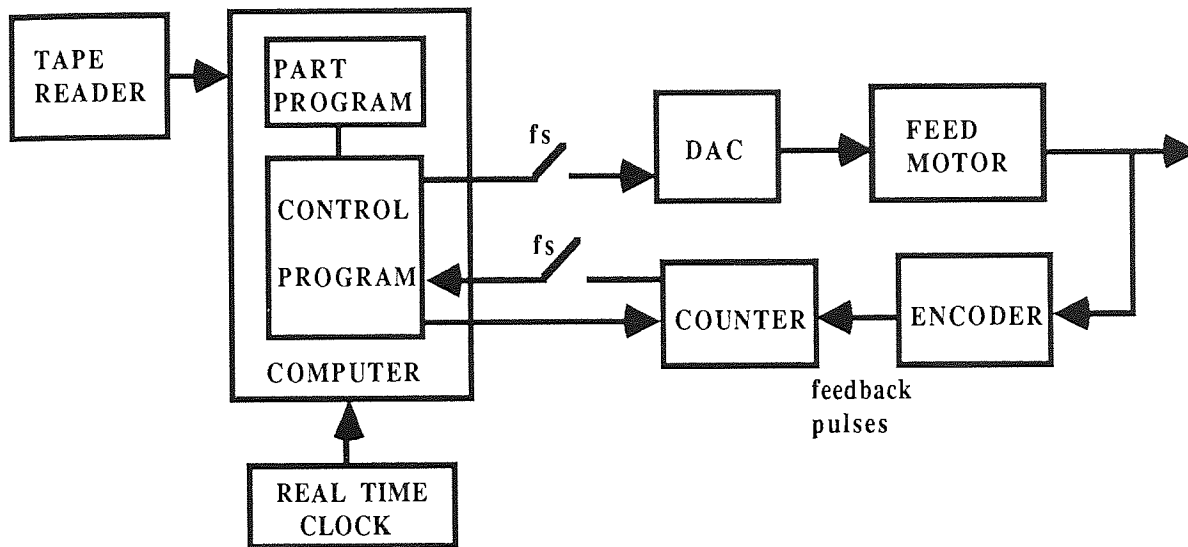 TAPE
READER
PART
PROGRAM
CONTROL
PROGRAM
COMPUTER
REAL TIME
CLOCK
fs
fs
DAC
FEED
MOTOR
COUNTER
ENCODER
feedback
pulses